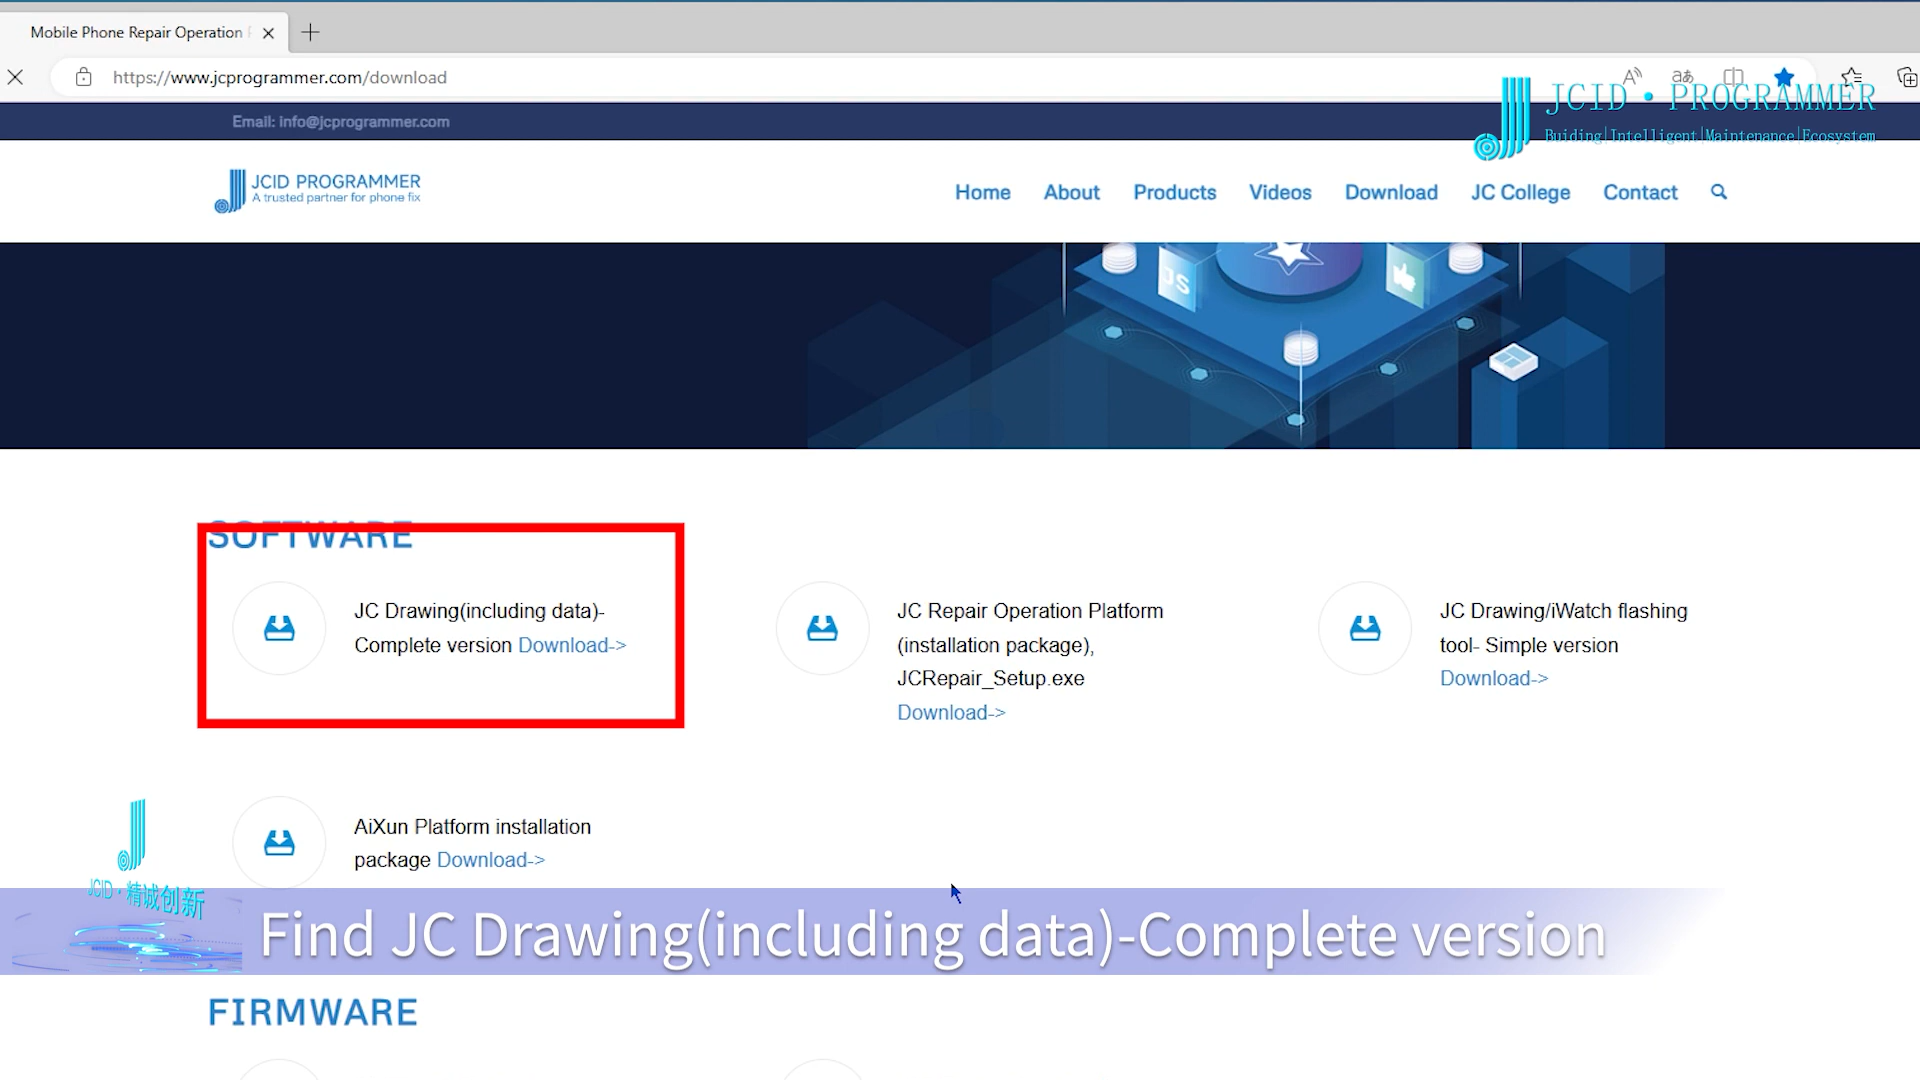 Mobile Phone Repair Operation
https://www.jcprogrammer.com/download
JCID • PROGRAMMER
Buiding|Intelligent|Maintenance|Ecosystem
Email: info@jcprogrammer.com
JCID PROGRAMMER
A trusted partner for phone fix
Home About Products Videos Download JC College Contact
JS
SOFTWARE
JC Drawing(including data)-
Complete version Download->
JC Repair Operation Platform
(installation package),
JCRepair_Setup.exe
Download->
JC Drawing/iWatch flashing
tool- Simple version
Download->
AiXun Platform installation
package Download->
JCID·精诚创新
Find JC Drawing(including data)-Complete version
FIRMWARE